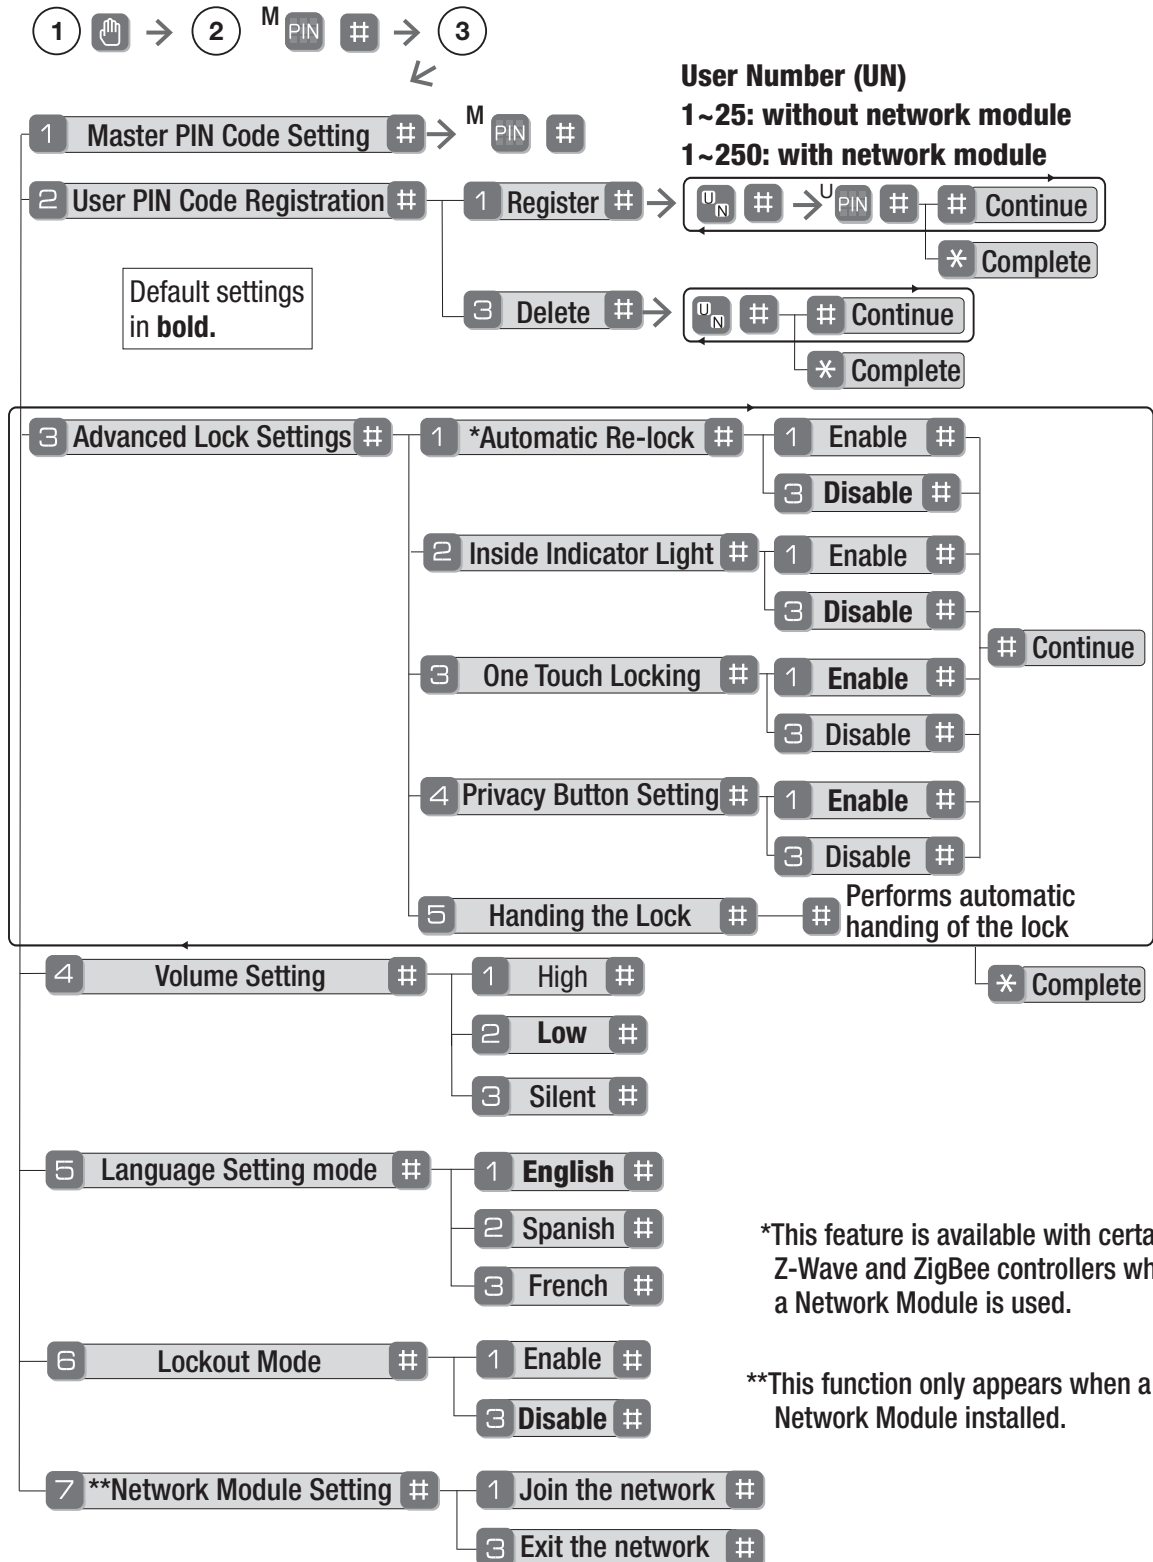 1 → 2 M PIN # → 3
User Number (UN)
1~25: without network module
1~250: with network module
1 Master PIN Code Setting # M PIN #
2 User PIN Code Registration # 1 Register # UN # U PIN # # Continue
* Complete
Default settings
in bold.
3 Delete # UN # # Continue
* Complete
3 Advanced Lock Settings # 1 *Automatic Re-lock # 1 Enable #
3 Disable #
2 Inside Indicator Light # 1 Enable #
3 Disable #
# Continue
3 One Touch Locking # 1 Enable #
3 Disable #
4 Privacy Button Setting # 1 Enable #
3 Disable #
5 Handing the Lock # # Performs automatic
handing of the lock
* Complete
4 Volume Setting # 1 High #
2 Low #
3 Silent #
5 Language Setting mode # 1 English #
2 Spanish #
3 French #
*This feature is available with certa
Z-Wave and ZigBee controllers wh
a Network Module is used.
6 Lockout Mode # 1 Enable #
3 Disable #
**This function only appears when a
Network Module installed.
7 **Network Module Setting # 1 Join the network #
3 Exit the network #